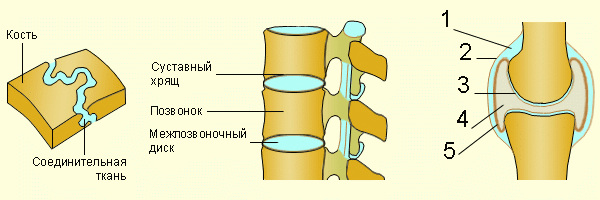 Кость
Соединительная
ткань
Суставный
хрящ
Позвонок
Межпозвоночный
диск
1
2
3
4
5